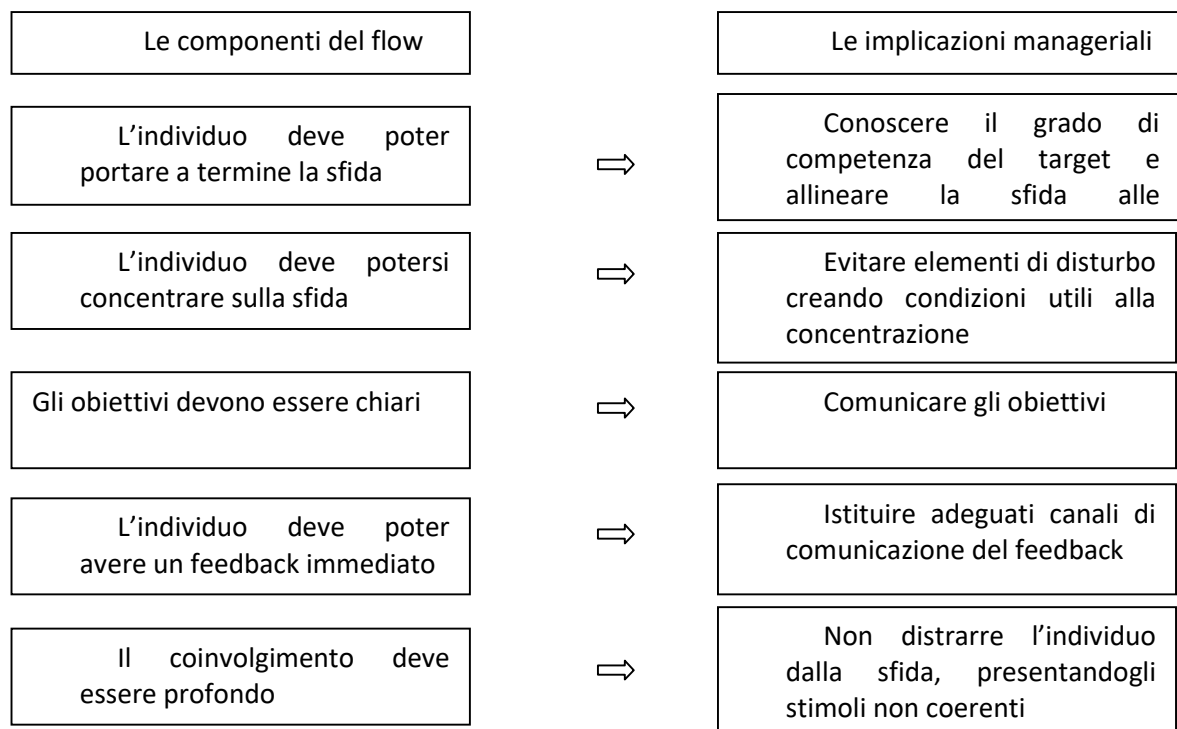 Le componenti del flow
Le implicazioni manageriali
L’individuo deve poter
portare a termine la sfida
Conoscere il grado di
competenza del target e
allineare la sfida alle
L’individuo deve potersi
concentrare sulla sfida
Evitare elementi di disturbo
creando condizioni utili alla
concentrazione
Gli obiettivi devono essere chiari
Comunicare gli obiettivi
L’individuo deve poter
avere un feedback immediato
Istituire adeguati canali di
comunicazione del feedback
Il coinvolgimento deve
essere profondo
Non distrarre l’individuo
dalla sfida, presentandogli
stimoli non coerenti